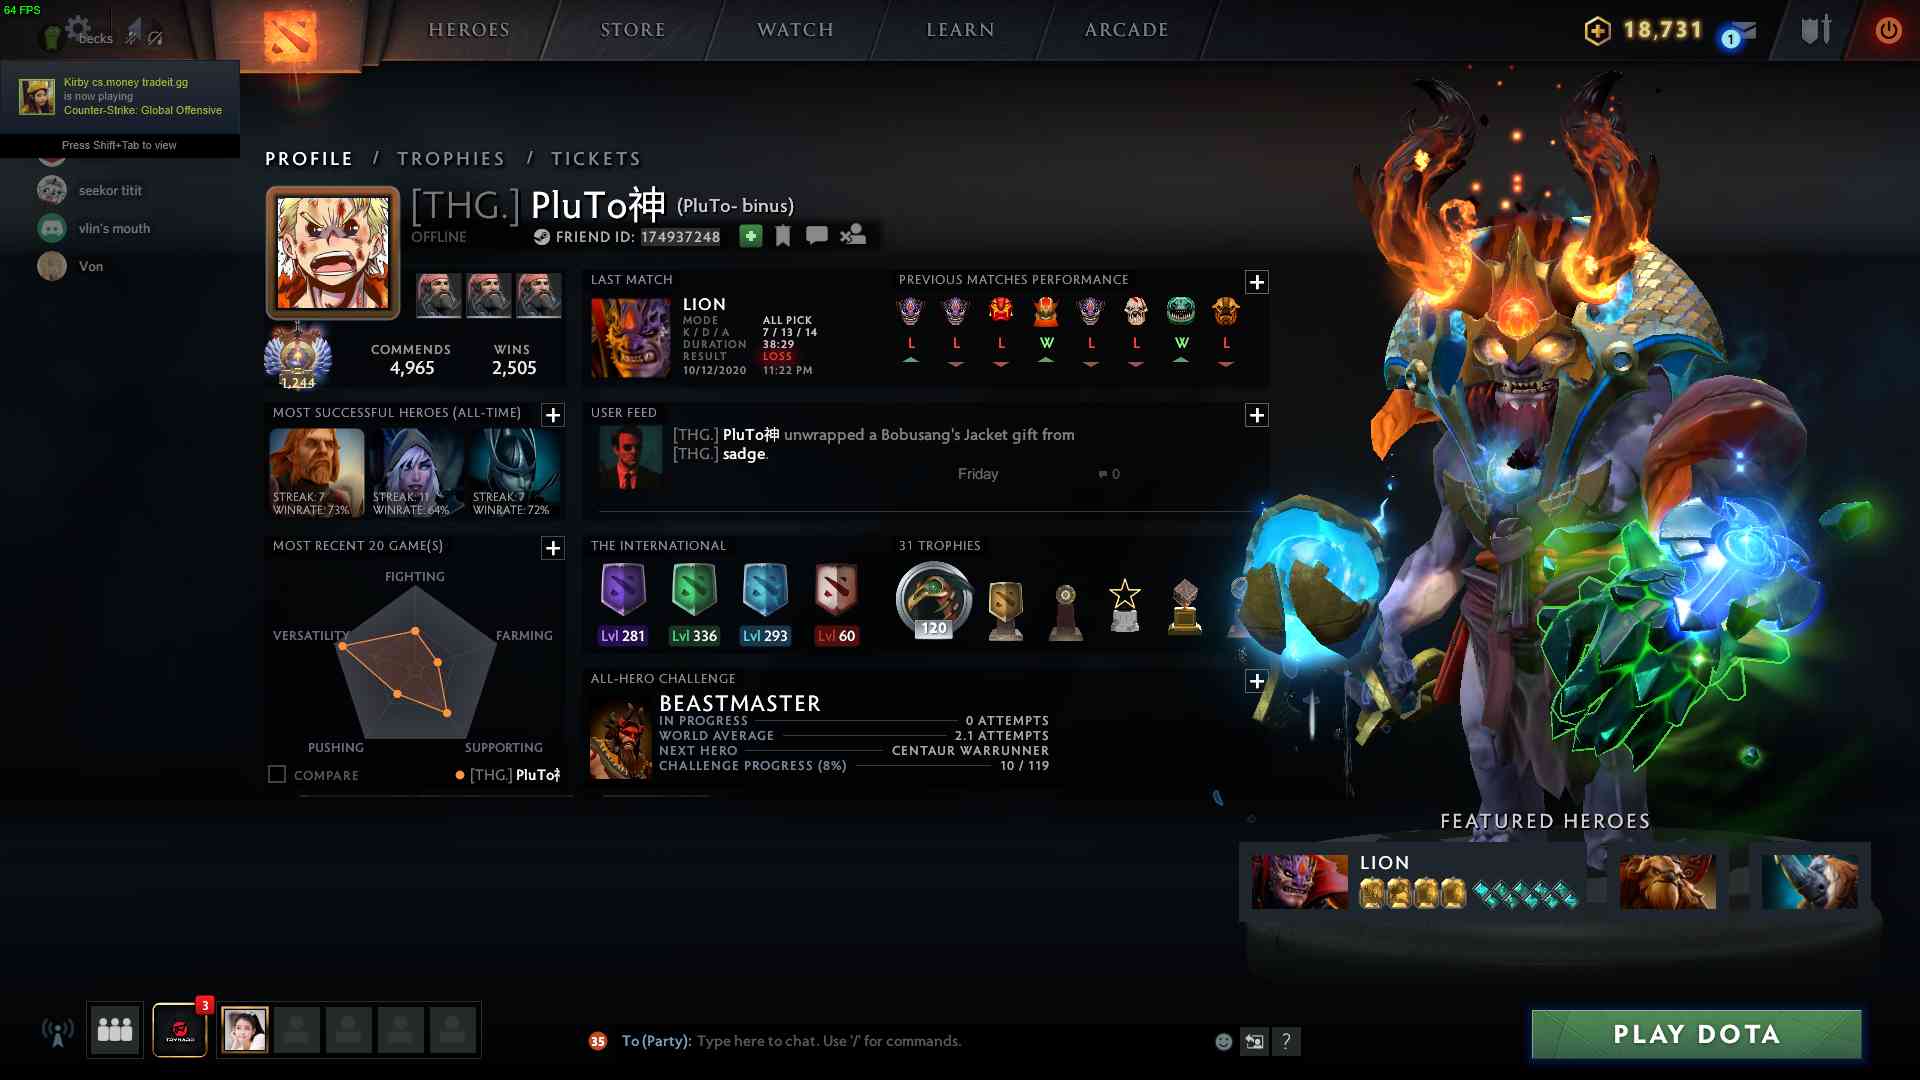 64 FPS
becks
HEROES
STORE
WATCH
LEARN
ARCADE
18,731
1
Kirby cs.money tradeit.gg
is now playing
Counter-Strike: Global Offensive
Press Shift+Tab to view
seekor titit
vlin's mouth
Von
PROFILE / TROPHIES / TICKETS
[THG.] PluTo神 (PluTo- binus)
OFFLINE
FRIEND ID: 174937248
1,244
COMMENDS
4,965
WINS
2,505
LAST MATCH
LION
MODE ALL PICK
K / D / A 7 / 13 / 14
DURATION 38:29
RESULT LOSS
10/12/2020 11:22 PM
PREVIOUS MATCHES PERFORMANCE
L L L W L L W L
MOST SUCCESSFUL HEROES (ALL-TIME)
STREAK: 7
WINRATE: 73%
STREAK: 11
WINRATE: 64%
STREAK: 7
WINRATE: 72%
USER FEED
[THG.] PluTo神 unwrapped a Bobusang's Jacket gift from
[THG.] sadge.
Friday
0
MOST RECENT 20 GAME(S)
FIGHTING
VERSATILITY
FARMING
PUSHING
SUPPORTING
COMPARE
[THG.] PluTo神
THE INTERNATIONAL
Lvl 281
Lvl 336
Lvl 293
Lvl 60
31 TROPHIES
120
ALL-HERO CHALLENGE
BEASTMASTER
IN PROGRESS 0 ATTEMPTS
WORLD AVERAGE 2.1 ATTEMPTS
NEXT HERO CENTAUR WARRUNNER
CHALLENGE PROGRESS (8%) 10 / 119
FEATURED HEROES
LION
3
35
To (Party): Type here to chat. Use '/' for commands.
?
PLAY DOTA